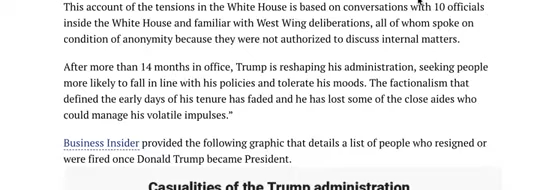 This account of the tensions in the White House is based on conversations with 10 officials
inside the White House and familiar with West Wing deliberations, all of whom spoke on
condition of anonymity because they were not authorized to discuss internal matters.
After more than 14 months in office, Trump is reshaping his administration, seeking people
more likely to fall in line with his policies and tolerate his moods. The factionalism that
defined the early days of his tenure has faded and he has lost some of the close aides who
could manage his volatile impulses.”
Business Insider provided the following graphic that details a list of people who resigned or
were fired once Donald Trump became President.
Casualities of the Trump administration